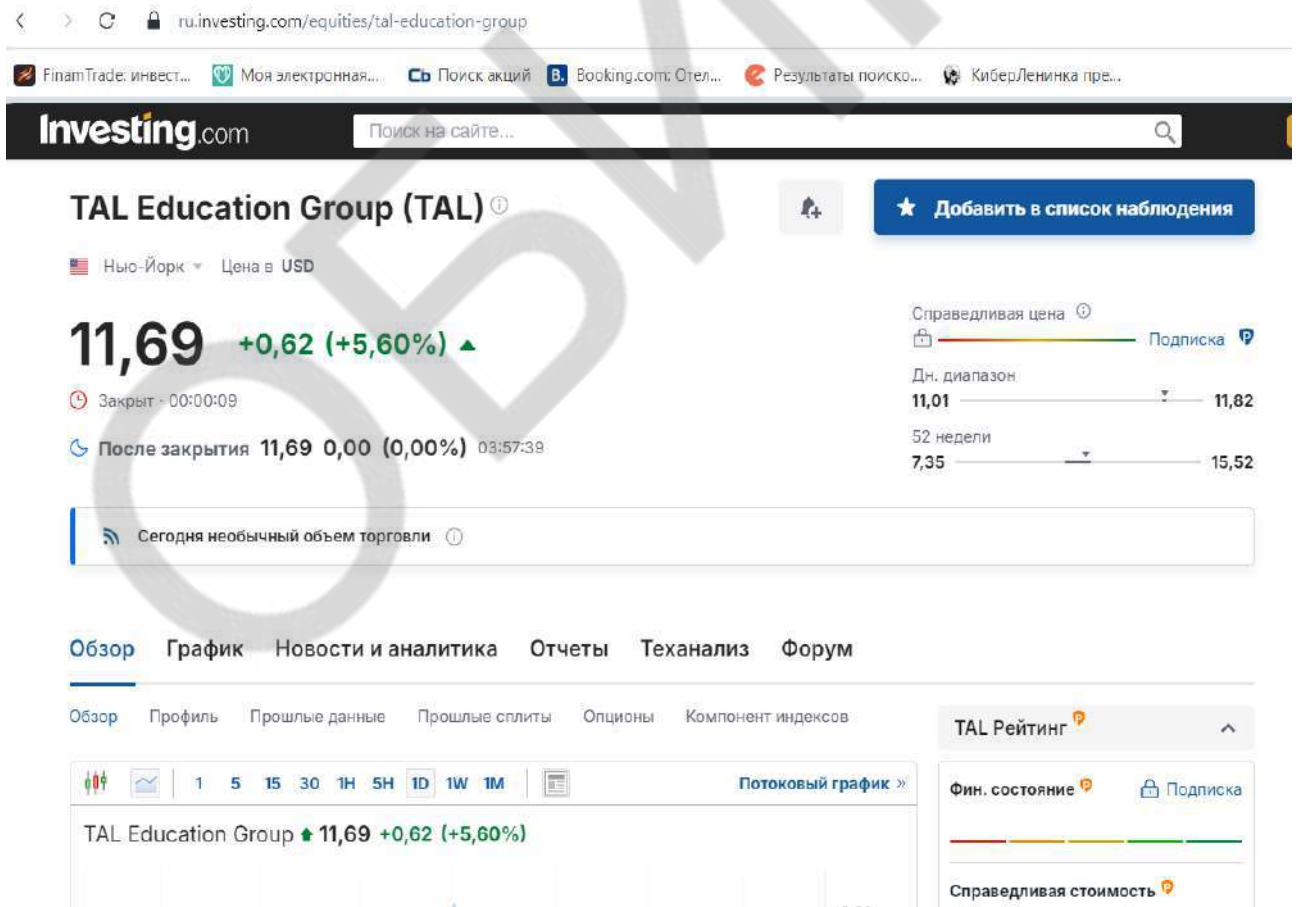 ru.investing.com/equities/tal-education-group
FinamTrade: инвест... Моя электронная... Сb Поиск акций B. Booking.com: Отел... Результаты поиско... КиберЛенинка пре...
Investing.com Поиск на сайте...
TAL Education Group (TAL) Добавить в список наблюдения
Нью-Йорк Цена в USD
Справедливая цена
11,69 +0,62 (+5,60%) Подписка
Дн. диапазон
Закрыт · 00:00:09 11,01 11,82
52 недели
После закрытия 11,69 0,00 (0,00%) 03:57:39 7,35 15,52
Сегодня необычный объем торговли
Обзор График Новости и аналитика Отчеты Теханализ Форум
Обзор Профиль Прошлые данные Прошлые сплиты Опционы Компонент индексов TAL Рейтинг
1 5 15 30 1H 5H 1D 1W 1M Потоковый график » Фин. состояние Подписка
TAL Education Group 11,69 +0,62 (+5,60%)
Справедливая стоимость